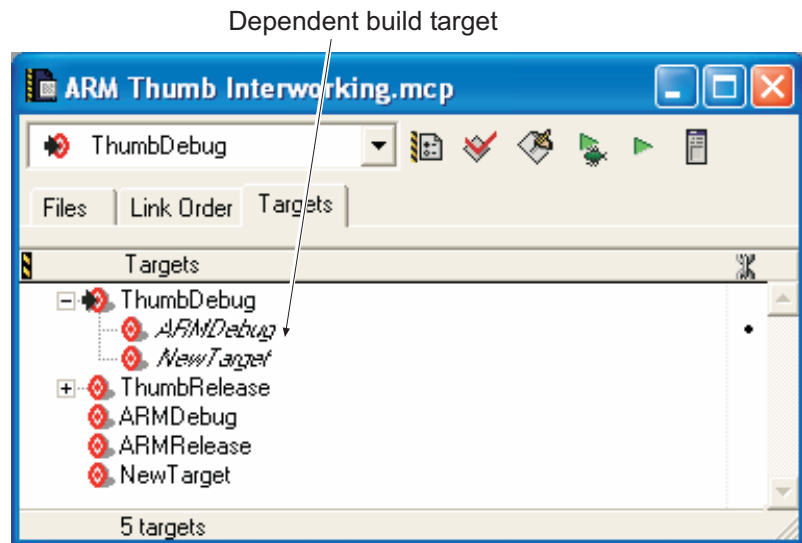 Dependent build target
ARM Thumb Interworking.mcp
ThumbDebug
Files Link Order Targets
Targets
ThumbDebug
ARMDebug
NewTarget
ThumbRelease
ARMDebug
ARMRelease
NewTarget
5 targets